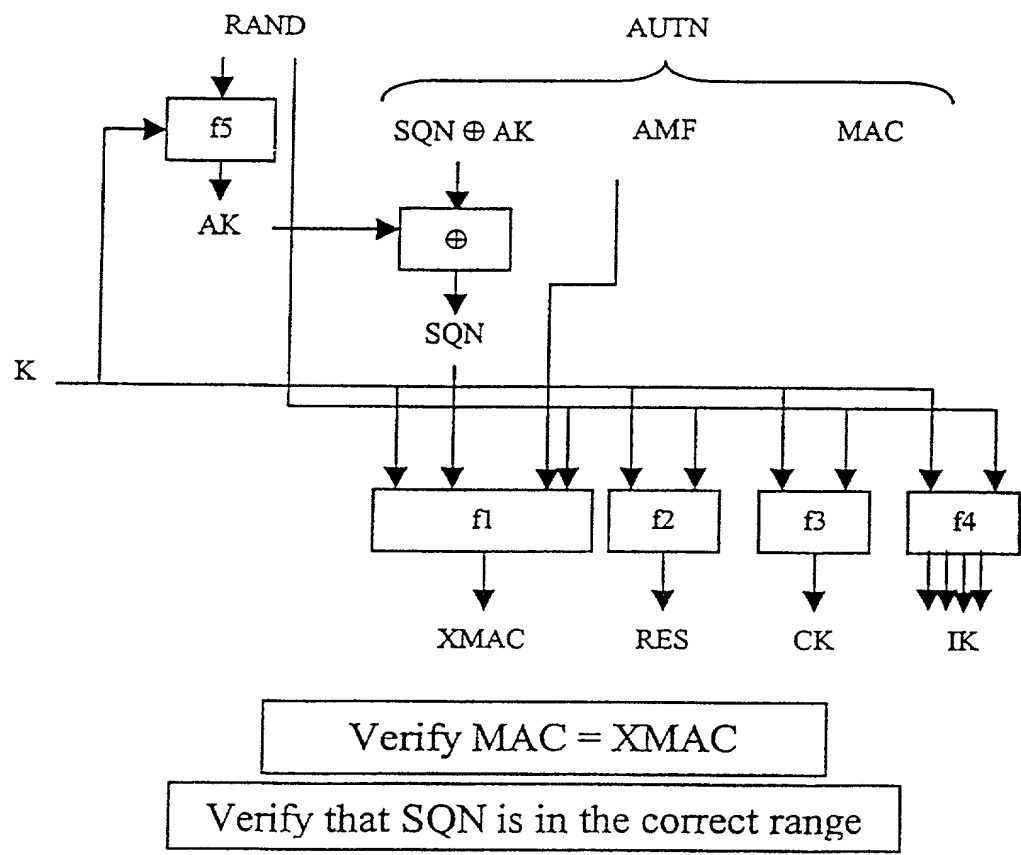 RAND
AUTN
f5
SQN ⊕ AK
AMF
MAC
AK
⊕
SQN
K
f1
f2
f3
f4
XMAC
RES
CK
IK
Verify MAC = XMAC
Verify that SQN is in the correct range